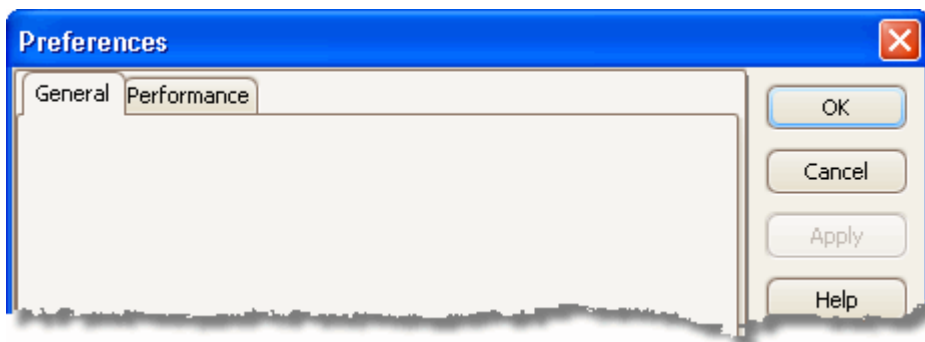 Preferences
General Performance
OK
Cancel
Apply
Help